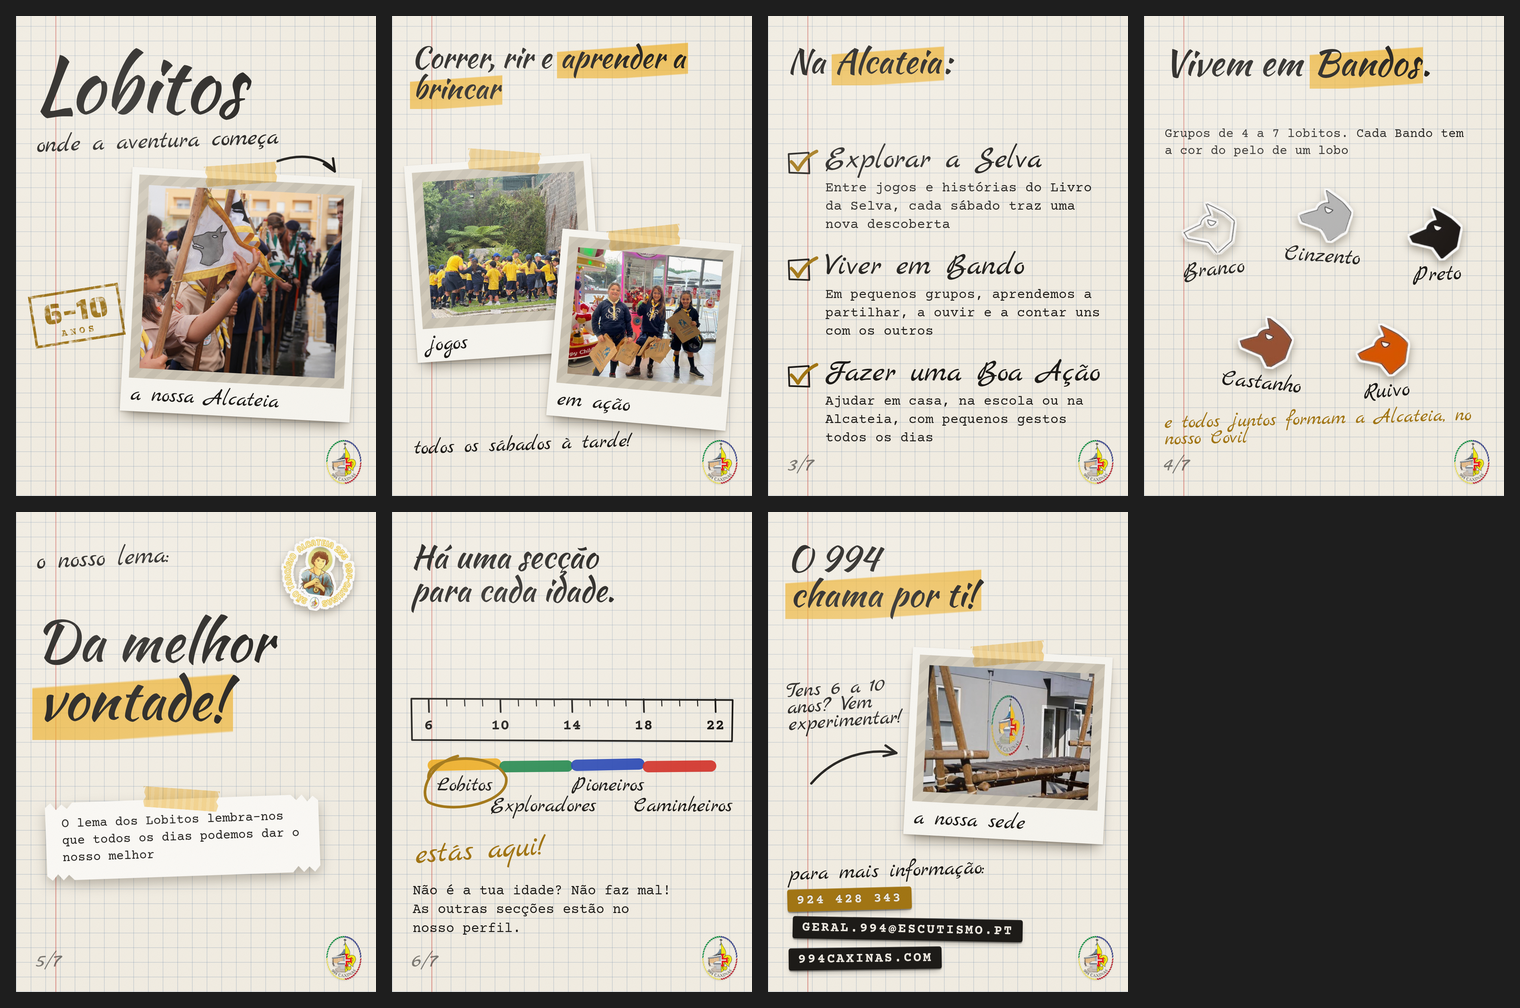 Lobitos
onde a aventura começa
6-10
ANOS
a nossa Alcateia
Correr, rir e aprender a
brincar
jogos
em ação
todos os sábados à tarde!
Na Alcateia:
Explorar a Selva
Entre jogos e histórias do Livro
da Selva, cada sábado traz uma
nova descoberta
Viver em Bando
Em pequenos grupos, aprendemos a
partilhar, a ouvir e a contar uns
com os outros
Fazer uma Boa Ação
Ajudar em casa, na escola ou na
Alcateia, com pequenos gestos
todos os dias
3/7
Vivem em Bandos.
Grupos de 4 a 7 lobitos. Cada Bando tem
a cor do pelo de um lobo
Branco
Cinzento
Preto
Castanho
Ruivo
e todos juntos formam a Alcateia, no
nosso Covil
4/7
o nosso lema:
Da melhor
vontade!
O lema dos Lobitos lembra-nos
que todos os dias podemos dar o
nosso melhor
5/7
Há uma secção
para cada idade.
6 10 14 18 22
Lobitos
Pioneiros
Exploradores
Caminheiros
estás aqui!
Não é a tua idade? Não faz mal!
As outras secções estão no
nosso perfil.
6/7
O 994
chama por ti!
Tens 6 a 10
anos? Vem
experimentar!
a nossa sede
para mais informação:
924 428 343
GERAL.994@ESCUTISMO.PT
994CAXINAS.COM